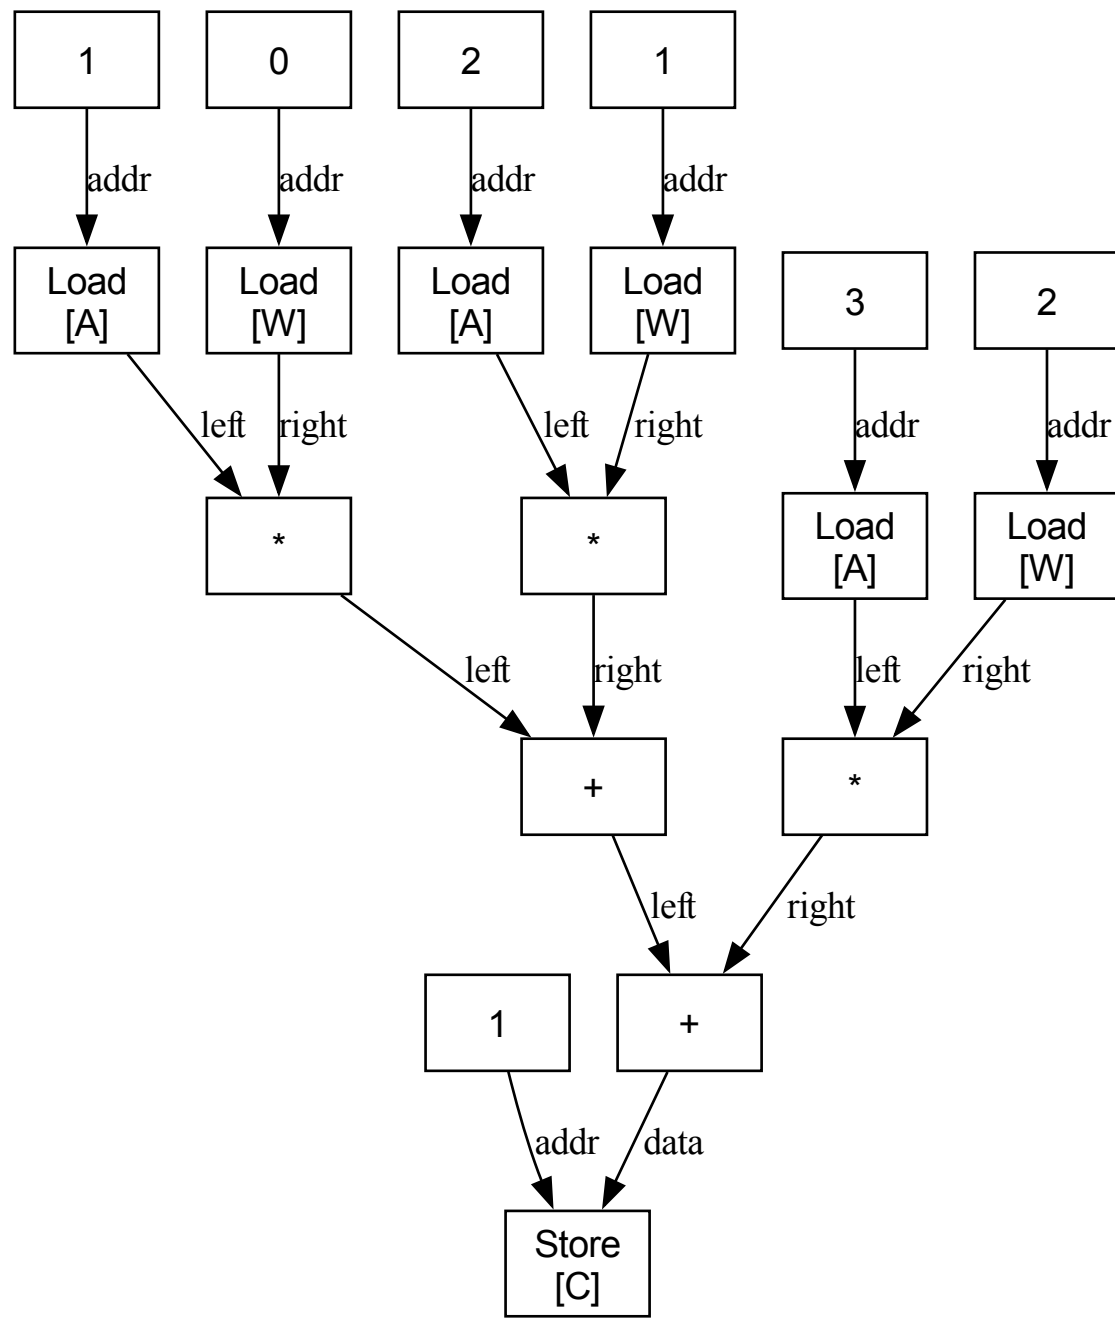 1
0
2
1
addr
addr
addr
addr
Load
[A]
Load
[W]
Load
[A]
Load
[W]
3
2
left
right
left
right
addr
addr
*
*
Load
[A]
Load
[W]
left
right
left
right
+
*
left
right
1
+
addr
data
Store
[C]